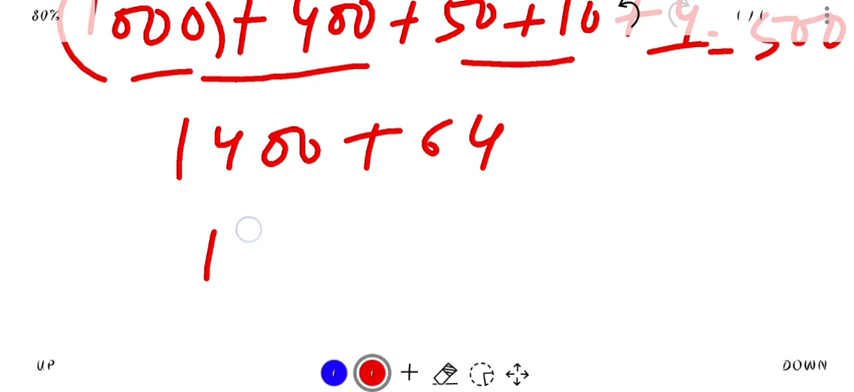 80%
(1000) + 400 + 50 + 10 + 4 = 500
1400 + 64
1
UP
DOWN